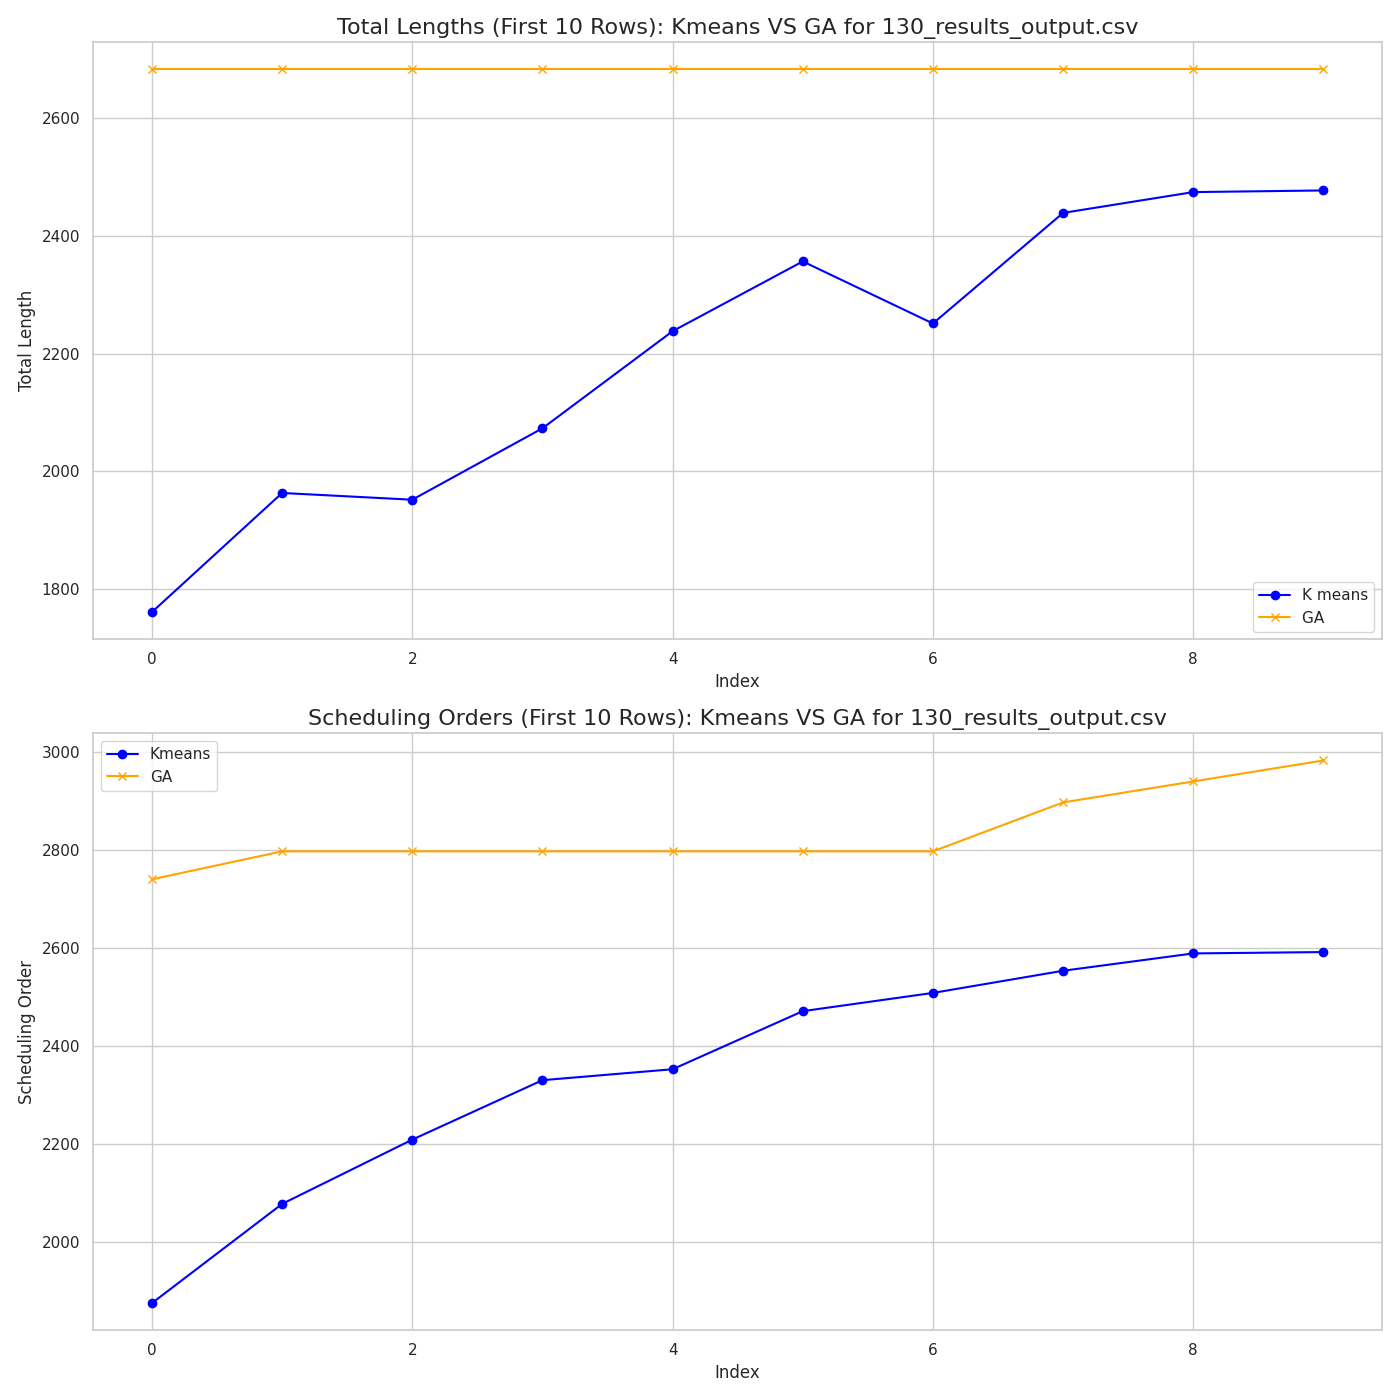 Total Lengths (First 10 Rows): Kmeans VS GA for 130_results_output.csv
2600
2400
2200
2000
1800
Total Length
K means
GA
0 2 4 6 8
Index
Scheduling Orders (First 10 Rows): Kmeans VS GA for 130_results_output.csv
Kmeans
GA
3000
2800
2600
2400
2200
2000
Scheduling Order
0 2 4 6 8
Index